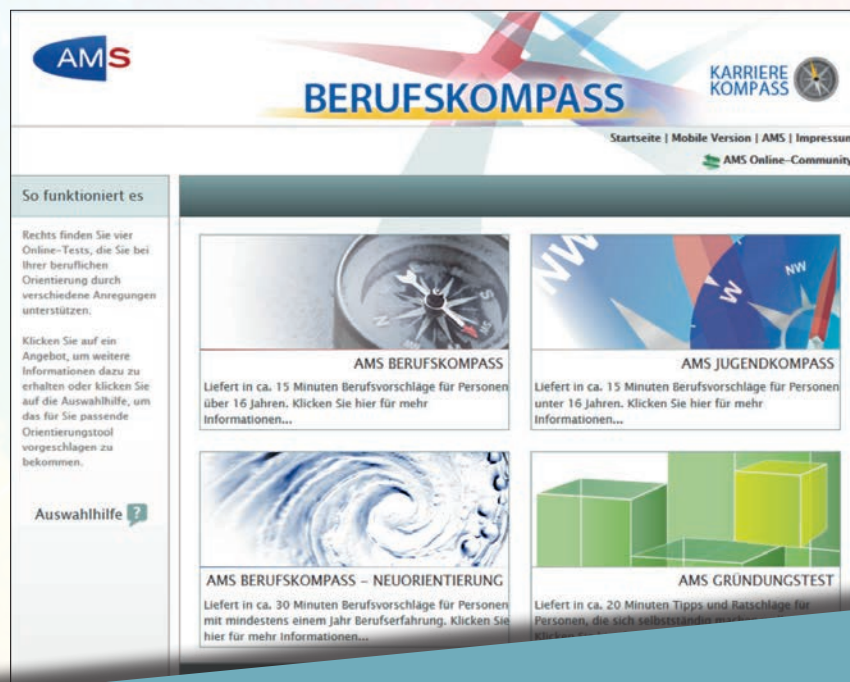 AMS
BERUFSKOMPASS
KARRIERE
KOMPASS
Startseite | Mobile Version | AMS | Impressum
AMS Online-Community
So funktioniert es
Rechts finden Sie vier
Online-Tests, die Sie bei
Ihrer beruflichen
Orientierung durch
verschiedene Anregungen
unterstützen.
Klicken Sie auf ein
Angebot, um weitere
Informationen dazu zu
erhalten oder klicken Sie
auf die Auswahlhilfe, um
das für Sie passende
Orientierungstool
vorgeschlagen zu
bekommen.
Auswahlhilfe ?
N
S
NW
W
NW
W
AMS BERUFSKOMPASS
Liefert in ca. 15 Minuten Berufsvorschläge für Personen
über 16 Jahren. Klicken Sie hier für mehr
Informationen...
AMS JUGENDKOMPASS
Liefert in ca. 15 Minuten Berufsvorschläge für Personen
unter 16 Jahren. Klicken Sie hier für mehr
Informationen...
AMS BERUFSKOMPASS – NEUORIENTIERUNG
Liefert in ca. 30 Minuten Berufsvorschläge für Personen
mit mindestens einem Jahr Berufserfahrung. Klicken Sie
hier für mehr Informationen...
AMS GRÜNDUNGSTEST
Liefert in ca. 20 Minuten Tipps und Ratschläge für
Personen, die sich selbstständig
Klicken